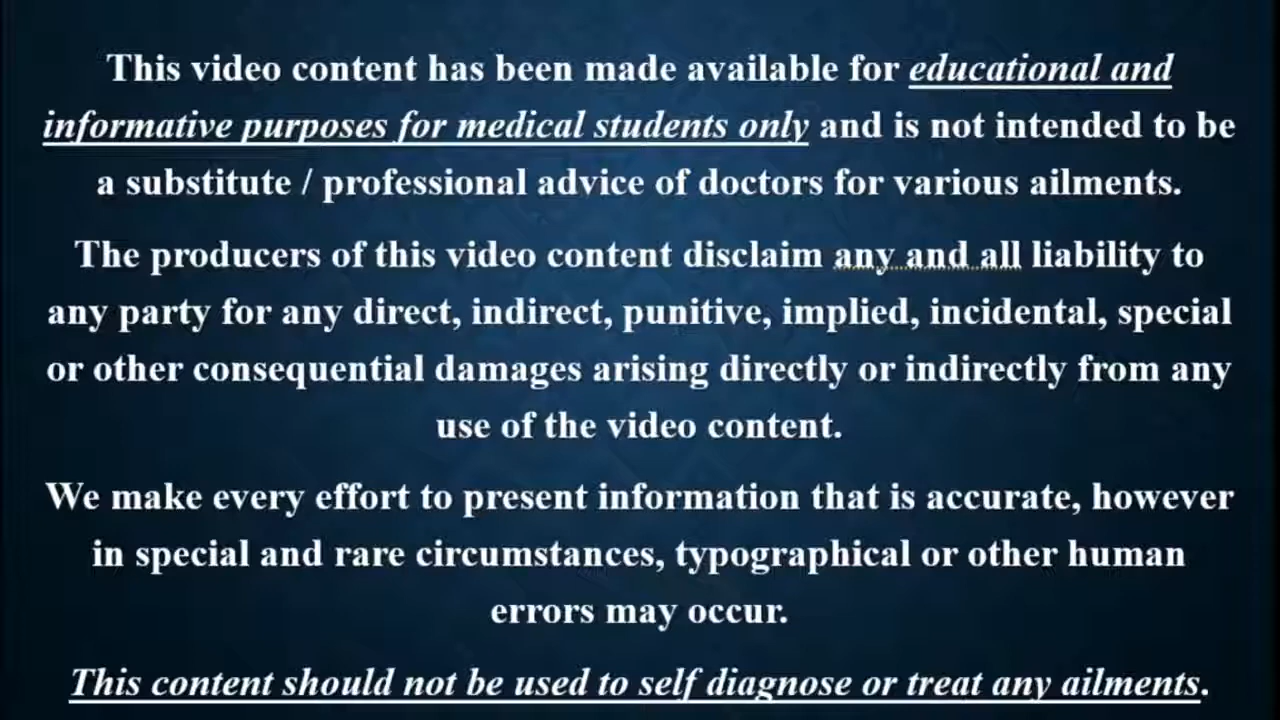 This video content has been made available for educational and
informative purposes for medical students only and is not intended to be
a substitute / professional advice of doctors for various ailments.
The producers of this video content disclaim any and all liability to
any party for any direct, indirect, punitive, implied, incidental, special
or other consequential damages arising directly or indirectly from any
use of the video content.
We make every effort to present information that is accurate, however
in special and rare circumstances, typographical or other human
errors may occur.
This content should not be used to self diagnose or treat any ailments.